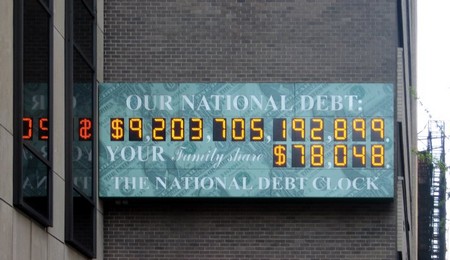 OUR NATIONAL DEBT:
$9,203,705,192,899.
YOUR Family share $78,048
THE NATIONAL DEBT CLOCK